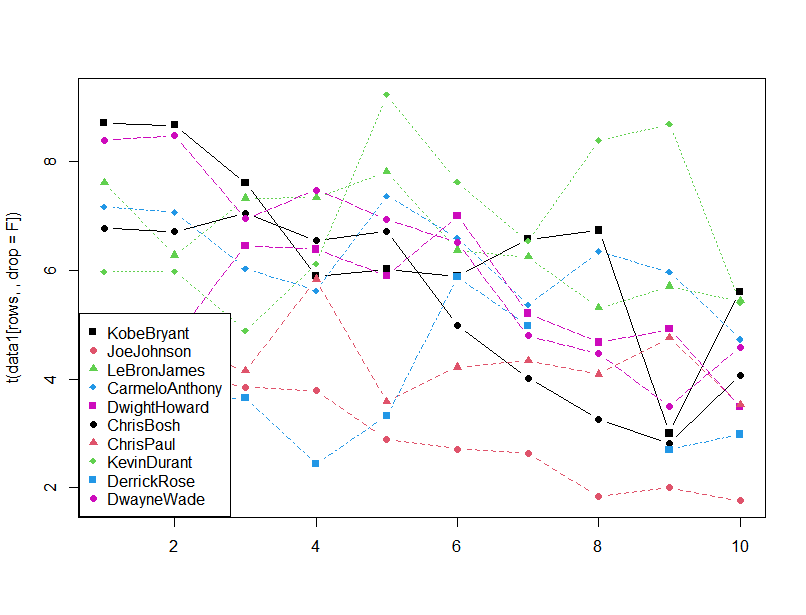 t(data1[rows, , drop = F])
8
6
4
2
KobeBryant
JoeJohnson
LeBronJames
CarmeloAnthony
DwightHoward
ChrisBosh
ChrisPaul
KevinDurant
DerrickRose
DwayneWade
2 4 6 8 10